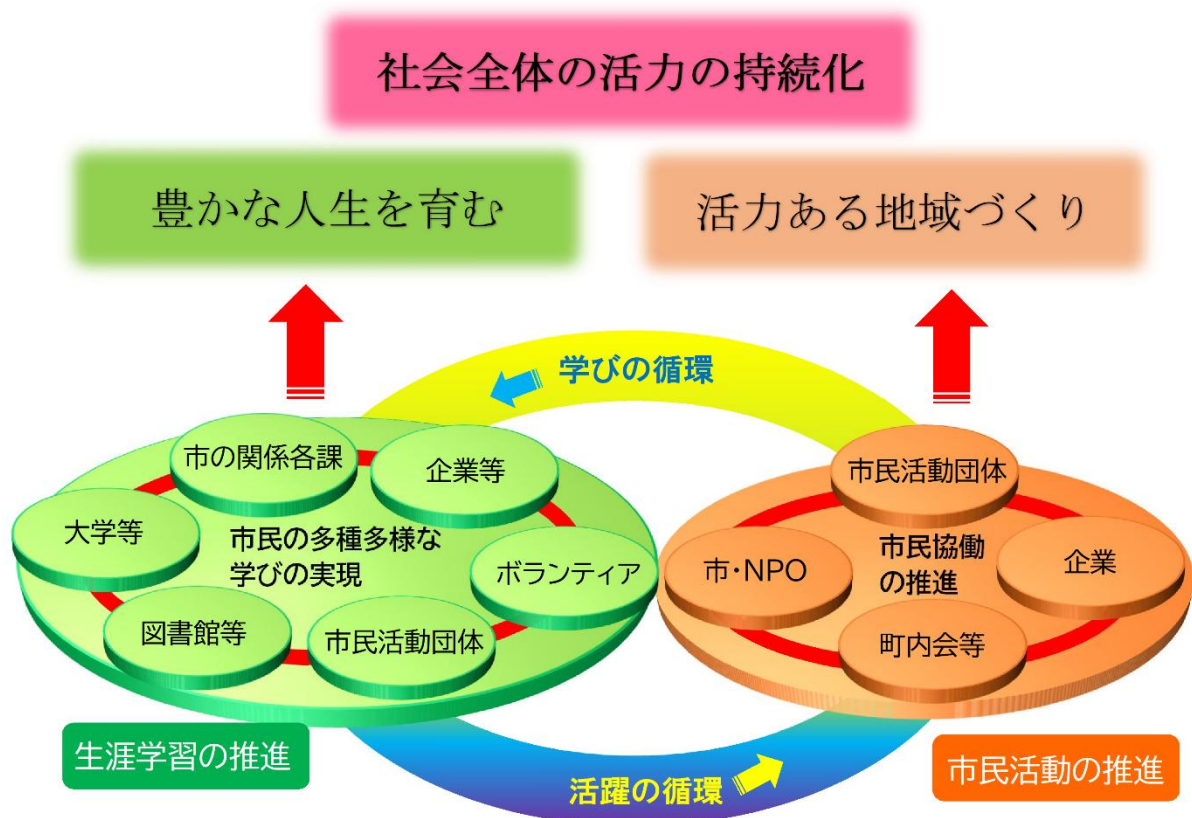 社会全体の活力の持続化
豊かな人生を育む
活力ある地域づくり
学びの循環
市の関係各課
企業等
大学等
市民の多種多様な
学びの実現
ボランティア
図書館等
市民活動団体
市民活動団体
市・NPO
市民協働
の推進
企業
町内会等
生涯学習の推進
活躍の循環
市民活動の推進